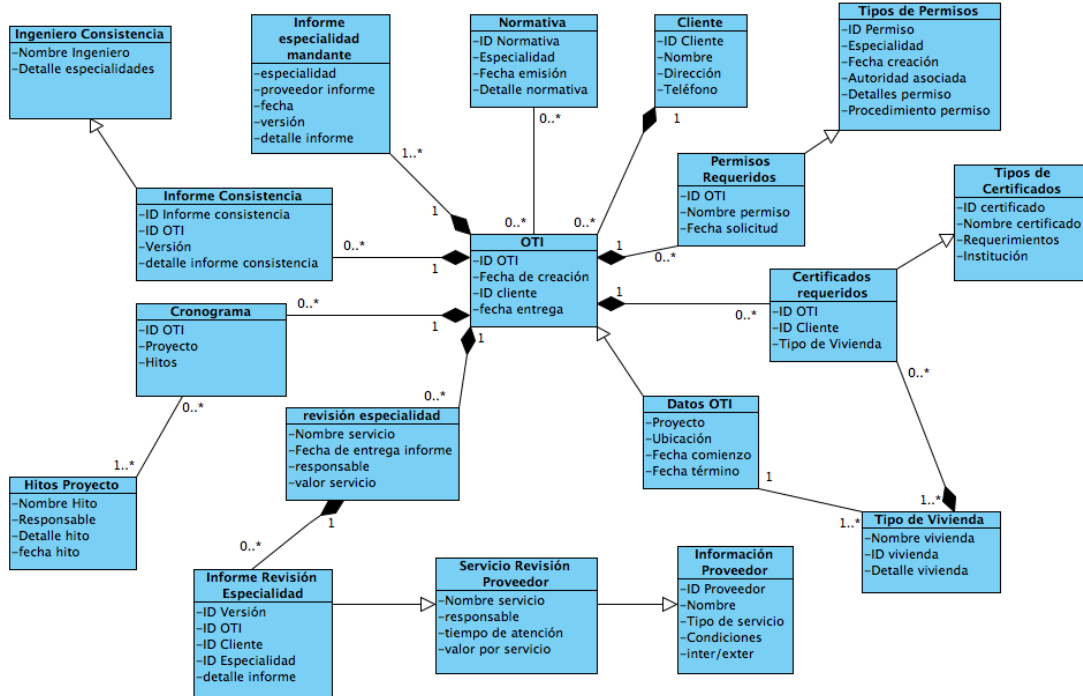 Ingeniero Consistencia
-Nombre Ingeniero
-Detalle especialidades
Informe
especialidad
mandante
-especialidad
-proveedor informe
-fecha
-versión
-detalle informe
1..*
1
Normativa
-ID Normativa
-Especialidad
-Fecha emisión
-Detalle normativa
0..*
0..*
Cliente
-ID Cliente
-Nombre
-Dirección
-Teléfono
1
0..*
Tipos de Permisos
-ID Permiso
-Especialidad
-Fecha creación
-Autoridad asociada
-Detalles permiso
-Procedimiento permiso
Permisos
Requeridos
-ID OTI
-Nombre permiso
-Fecha solicitud
1
0..*
Tipos de
Certificados
-ID certificado
-Nombre certificado
-Requerimientos
-Institución
Informe Consistencia
-ID Informe consistencia
-ID OTI
-Versión
-detalle informe consistencia
0..*
1
OTI
-ID OTI
-Fecha de creación
-ID cliente
-fecha entrega
Certificados
requeridos
-ID OTI
-ID Cliente
-Tipo de Vivienda
1
0..*
Cronograma
-ID OTI
-Proyecto
-Hitos
0..*
1
1
0..*
0..*
1..*
revisión especialidad
-Nombre servicio
-Fecha de entrega informe
-responsable
-valor servicio
1
0..*
Datos OTI
-Proyecto
-Ubicación
-Fecha comienzo
-Fecha término
1
1..*
0..*
1..*
Hitos Proyecto
-Nombre Hito
-Responsable
-Detalle hito
-fecha hito
Tipo de Vivienda
-Nombre vivienda
-ID vivienda
-Detalle vivienda
Informe Revisión
Especialidad
-ID Versión
-ID OTI
-ID Cliente
-ID Especialidad
-detalle informe
Servicio Revisión
Proveedor
-Nombre servicio
-responsable
-tiempo de atención
-valor por servicio
Información
Proveedor
-ID Proveedor
-Nombre
-Tipo de servicio
-Condiciones
-inter/exter